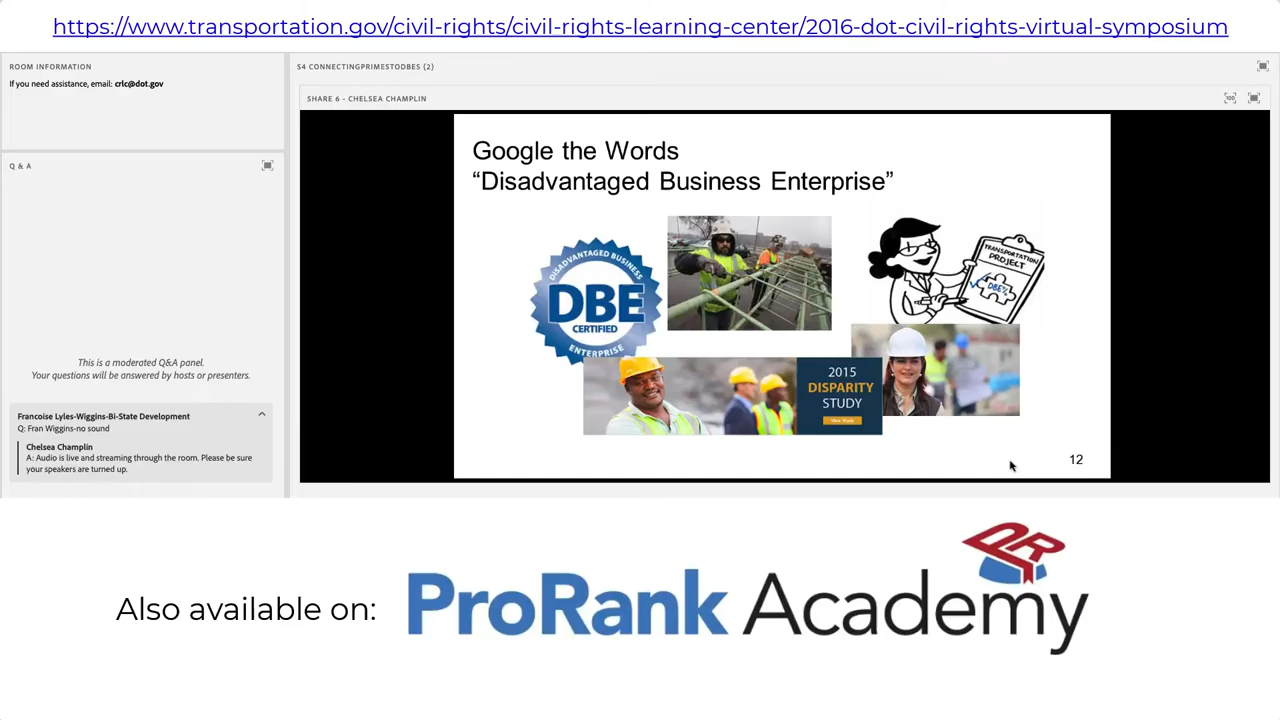 https://www.transportation.gov/civil-rights/civil-rights-learning-center/2016-dot-civil-rights-virtual-symposium
ROOM INFORMATION
If you need assistance, email: crlc@dot.gov
Q & A
This is a moderated Q&A panel.
Your questions will be answered by hosts or presenters.
Francoise Lyles-Wiggins-Bi-State Development
Q: Fran Wiggins-no sound
Chelsea Champlin
A: Audio is live and streaming through the room. Please be sure
your speakers are turned up.
S4 CONNECTINGPRIMESTODBES (2)
SHARE 6 - CHELSEA CHAMPLIN
Google the Words
“Disadvantaged Business Enterprise”
DISADVANTAGED BUSINESS
DBE
CERTIFIED
ENTERPRISE
TRANSPORTATION
PROJECT
DBE%
2015
DISPARITY
STUDY
View Study
12
Also available on:
PR
ProRank Academy